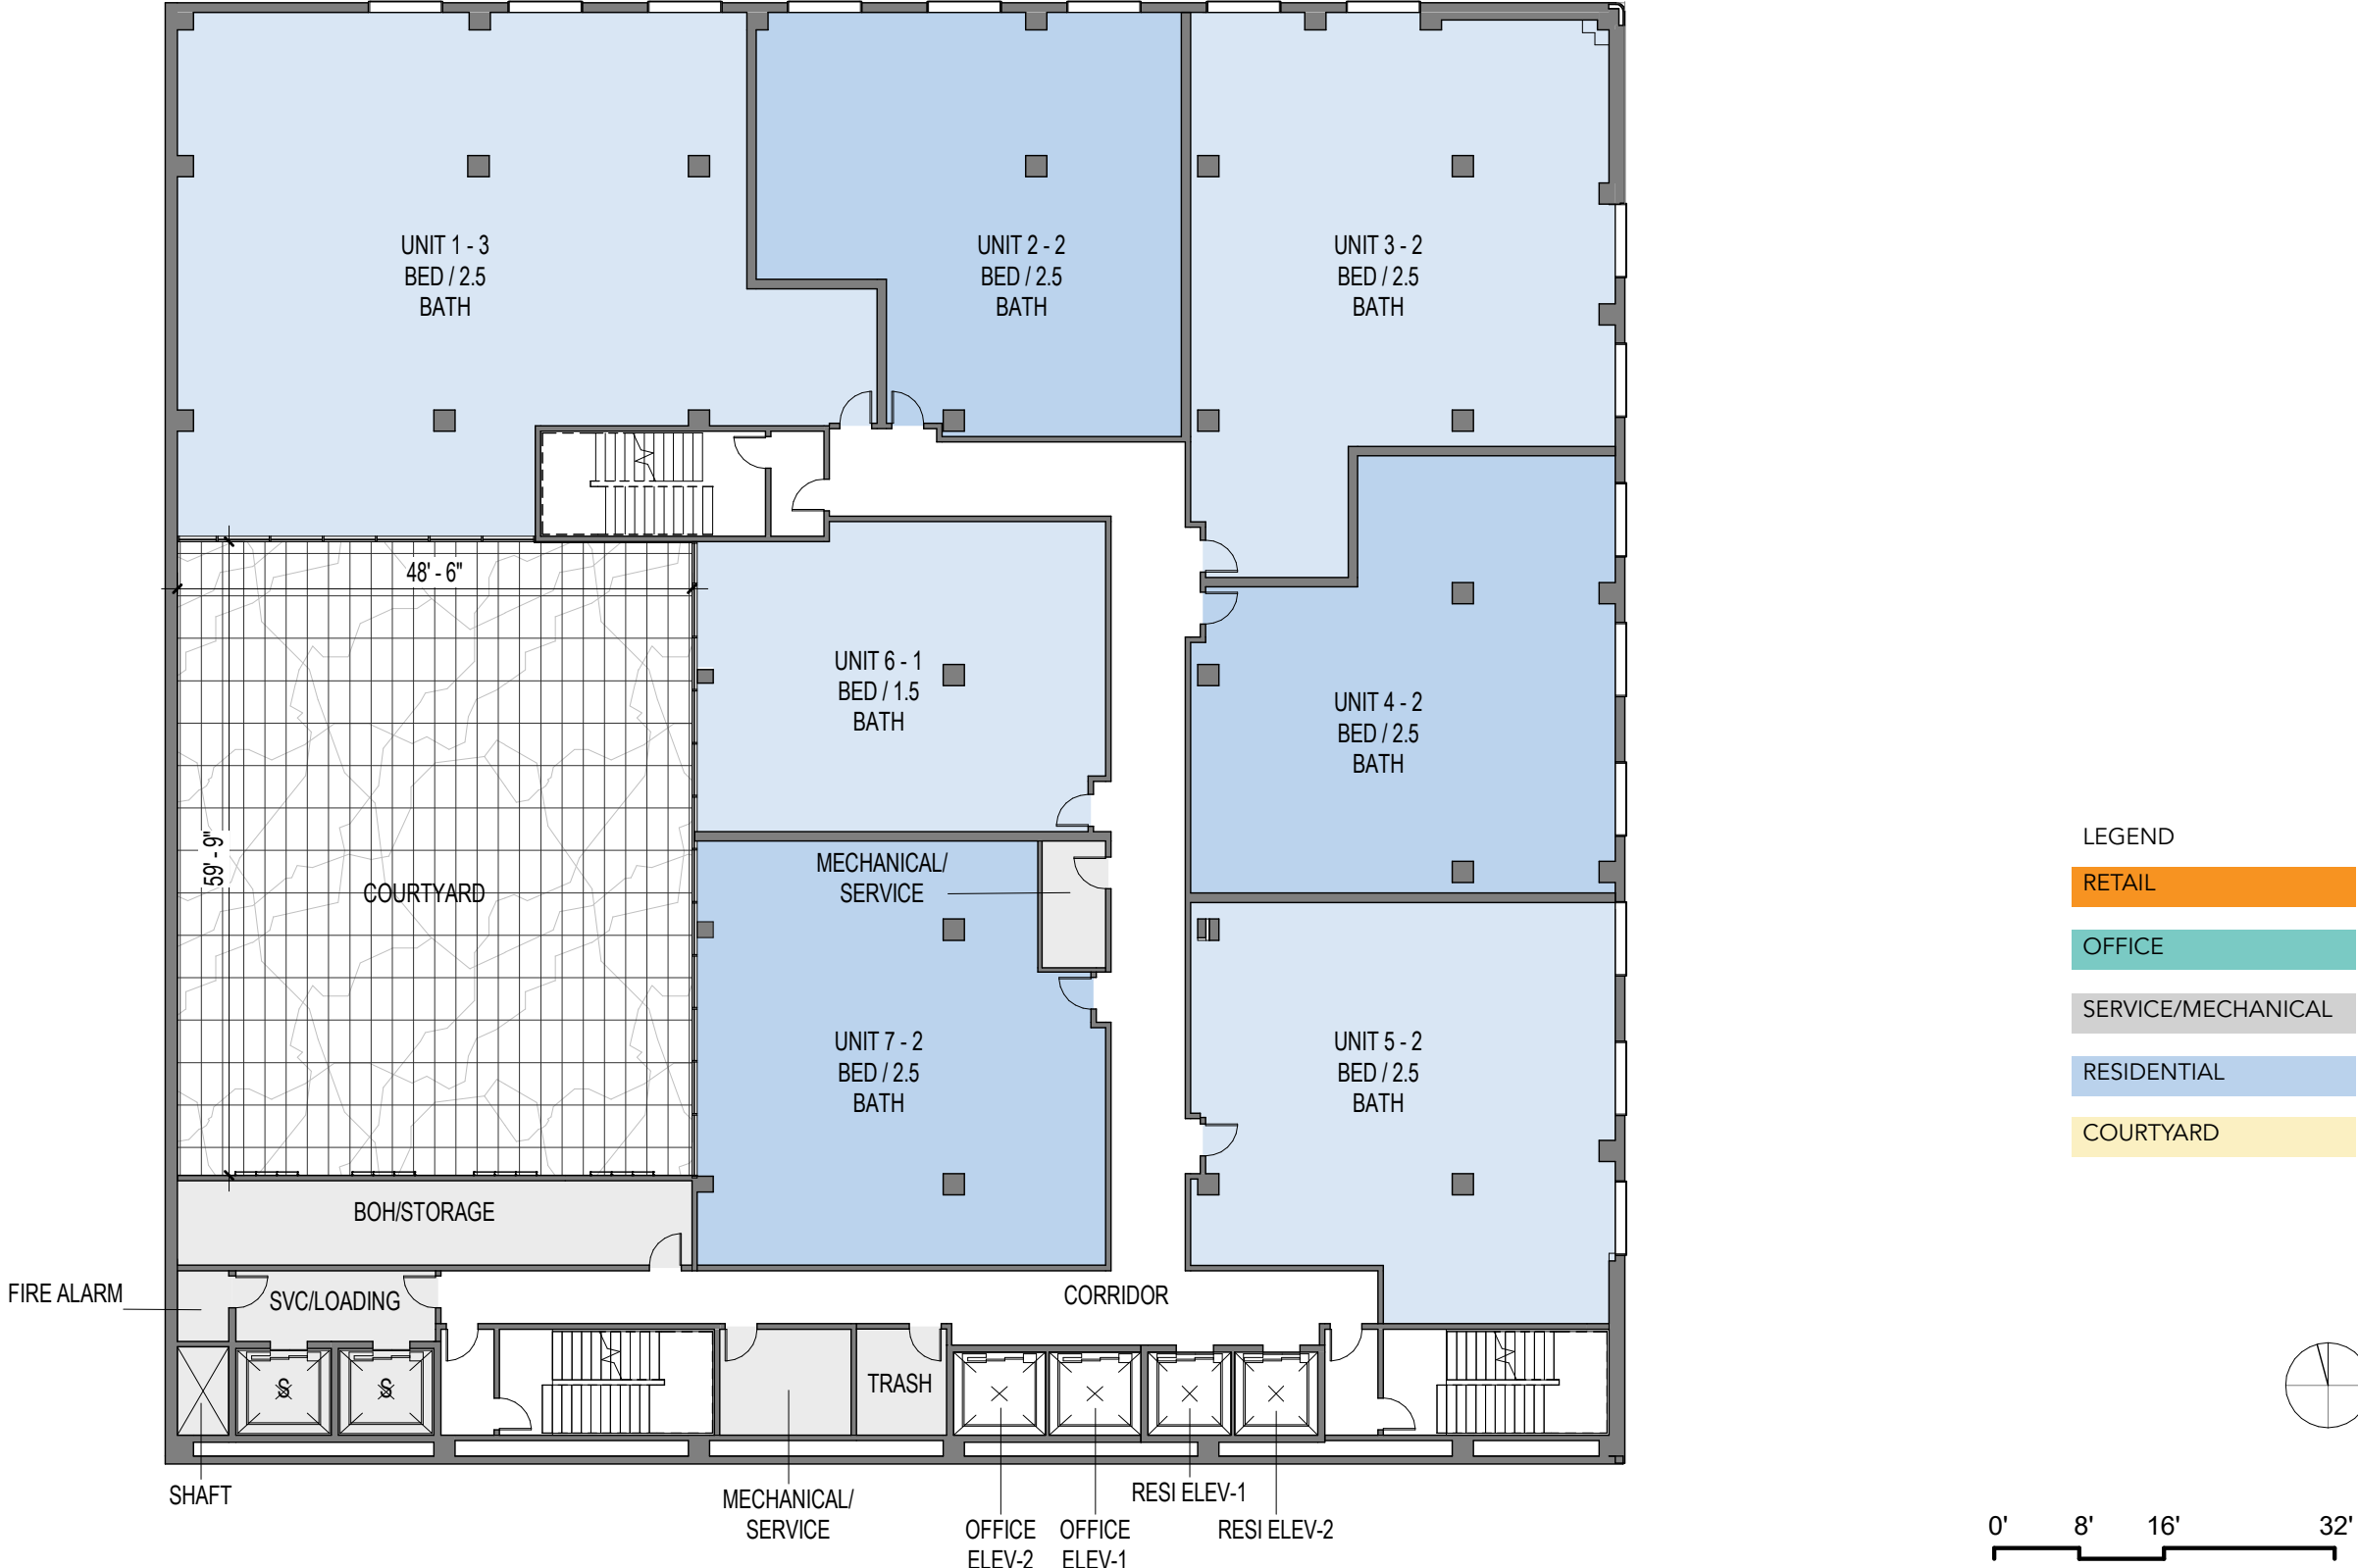 UNIT 1 - 3
BED / 2.5
BATH
UNIT 2 - 2
BED / 2.5
BATH
UNIT 3 - 2
BED / 2.5
BATH
48' - 6"
UNIT 6 - 1
BED / 1.5
BATH
UNIT 4 - 2
BED / 2.5
BATH
59' - 9"
COURTYARD
MECHANICAL/
SERVICE
UNIT 7 - 2
BED / 2.5
BATH
UNIT 5 - 2
BED / 2.5
BATH
LEGEND
RETAIL
OFFICE
SERVICE/MECHANICAL
RESIDENTIAL
COURTYARD
BOH/STORAGE
FIRE ALARM
SVC/LOADING
CORRIDOR
S
S
TRASH
SHAFT
MECHANICAL/
SERVICE
OFFICE
ELEV-2
OFFICE
ELEV-1
RESI ELEV-1
RESI ELEV-2
0' 8' 16' 32'